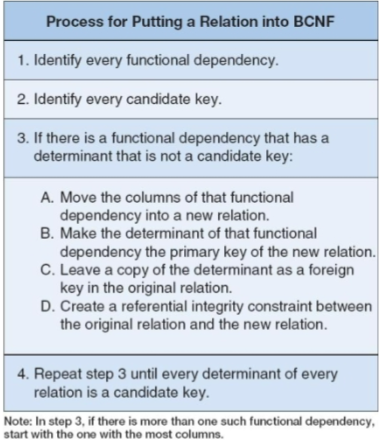 Process for Putting a Relation into BCNF
1. Identify every functional dependency.
2. Identify every candidate key.
3. If there is a functional dependency that has a
determinant that is not a candidate key:
A. Move the columns of that functional
dependency into a new relation.
B. Make the determinant of that functional
dependency the primary key of the new relation.
C. Leave a copy of the determinant as a foreign
key in the original relation.
D. Create a referential integrity constraint between
the original relation and the new relation.
4. Repeat step 3 until every determinant of every
relation is a candidate key.
Note: In step 3, if there is more than one such functional dependency,
start with the one with the most columns.